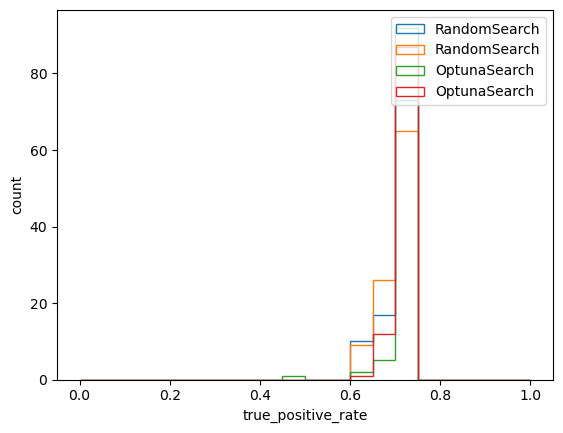 RandomSearch
RandomSearch
OptunaSearch
OptunaSearch
80
60
40
20
0
count
0.0 0.2 0.4 0.6 0.8 1.0
true_positive_rate